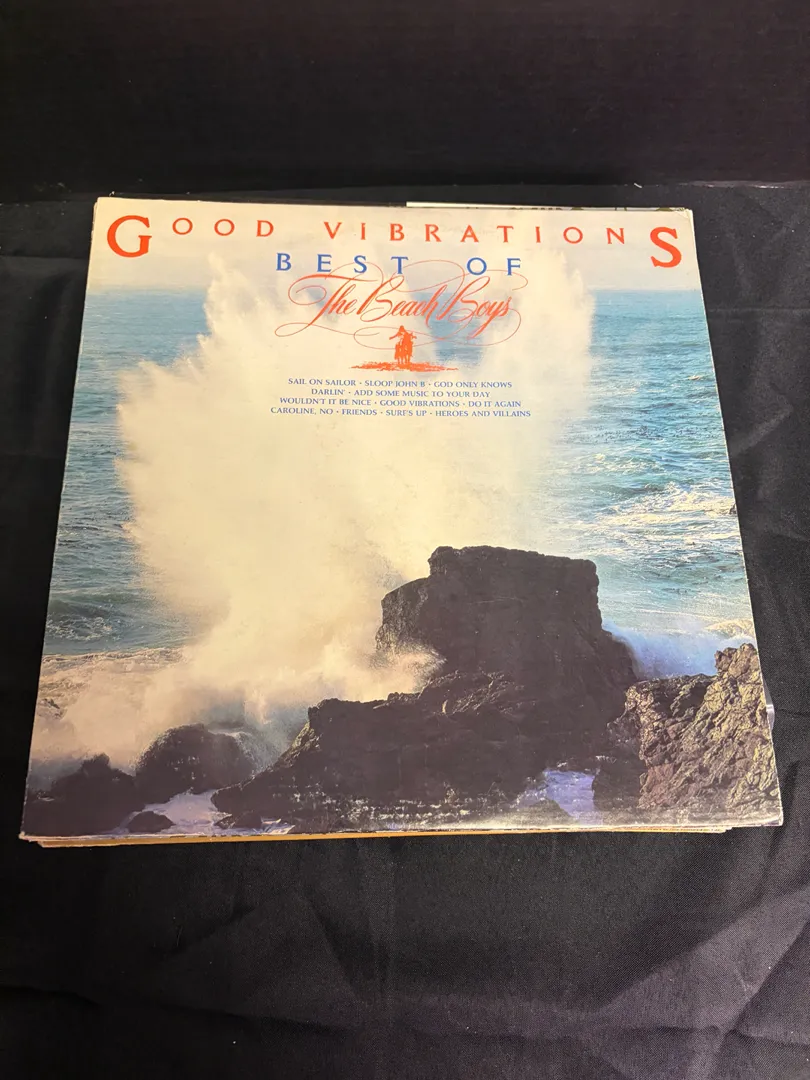 GOOD ViBRATIONS
BEST OF
The Beach Boys
SAIL ON SAILOR · SLOOP JOHN B · GOD ONLY KNOWS
DARLIN' · ADD SOME MUSIC TO YOUR DAY
WOULDN'T IT BE NICE · GOOD VIBRATIONS · DO IT AGAIN
CAROLINE, NO · FRIENDS · SURF'S UP · HEROES AND VILLAINS